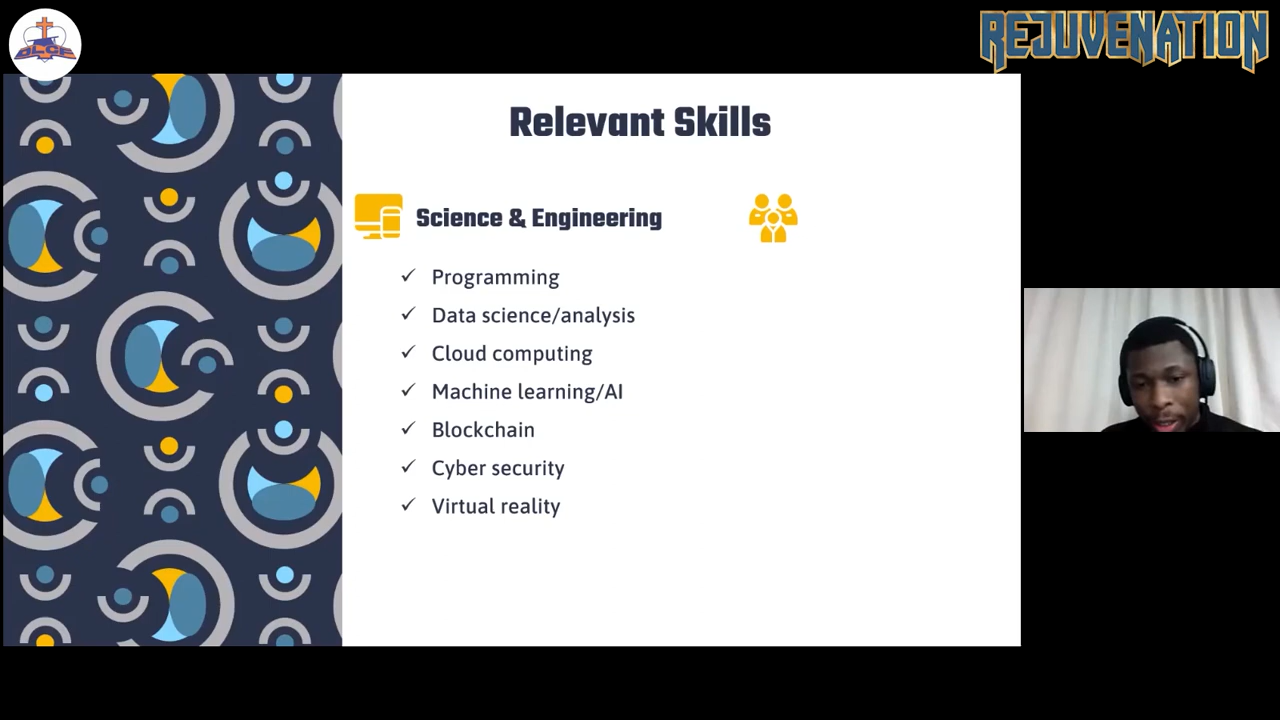 DLCF
REJUVENATION
Relevant Skills
Science & Engineering
✓ Programming
✓ Data science/analysis
✓ Cloud computing
✓ Machine learning/AI
✓ Blockchain
✓ Cyber security
✓ Virtual reality